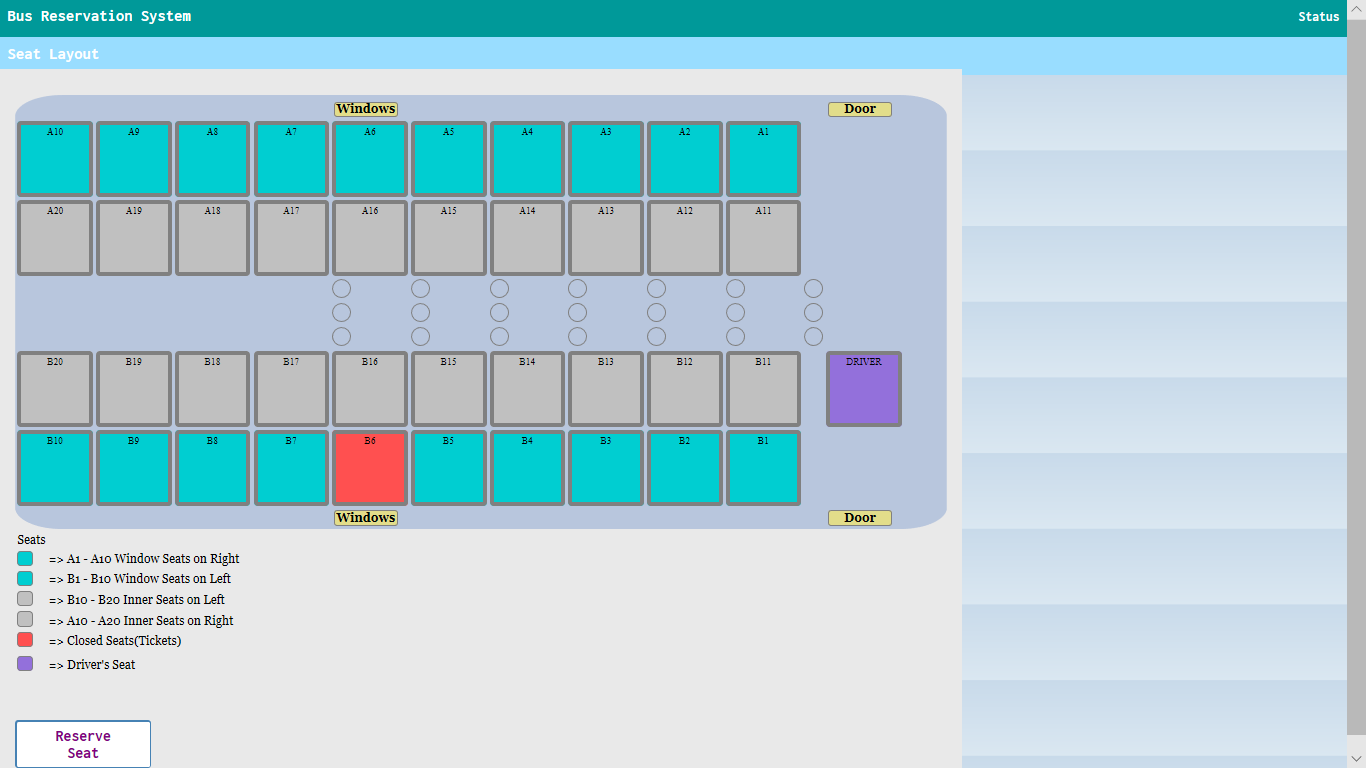 Bus Reservation System Status
Seat Layout
Windows Door
A10 A9 A8 A7 A6 A5 A4 A3 A2 A1
A20 A19 A18 A17 A16 A15 A14 A13 A12 A11
B20 B19 B18 B17 B16 B15 B14 B13 B12 B11 DRIVER
B10 B9 B8 B7 B6 B5 B4 B3 B2 B1
Windows Door
Seats
=> A1 - A10 Window Seats on Right
=> B1 - B10 Window Seats on Left
=> B10 - B20 Inner Seats on Left
=> A10 - A20 Inner Seats on Right
=> Closed Seats(Tickets)
=> Driver's Seat
Reserve
Seat